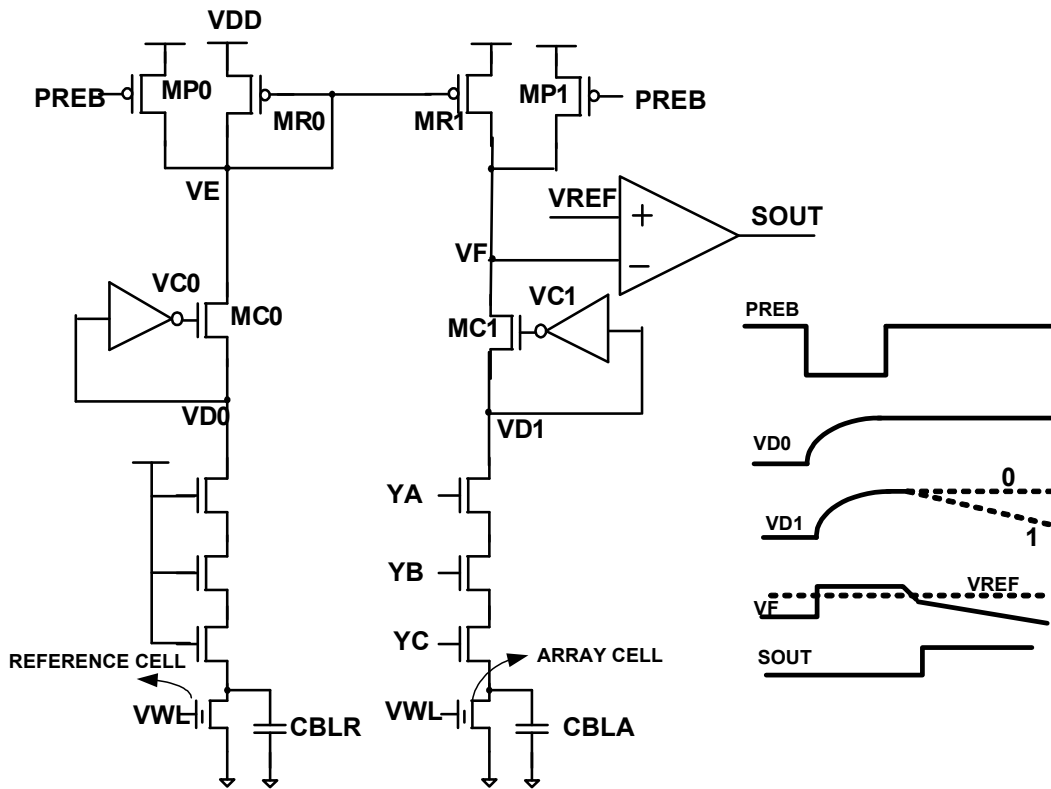 VDD
PREB
MP0
MR0
MR1
MP1
PREB
VE
VREF
+
SOUT
VF
−
VC0
MC0
VC1
MC1
VD0
VD1
YA
YB
YC
REFERENCE CELL
ARRAY CELL
VWL
CBLR
VWL
CBLA
PREB
VD0
0
VD1
1
VREF
VF
SOUT